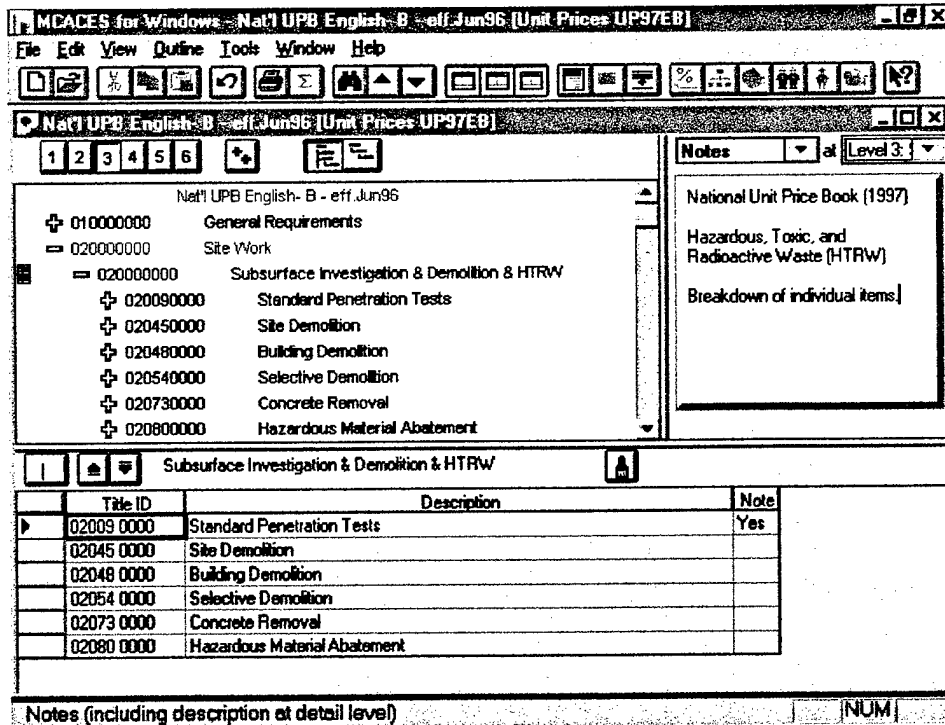 MCACES for Windows - Nat'l UPB English- B - eff.Jun96 [Unit Prices UP97EB]
File Edit View Outline Tools Window Help
Nat'l UPB English- B - eff.Jun96 [Unit Prices UP97EB]
1 2 3 4 5 6
Notes at Level 3:
Nat'l UPB English- B - eff.Jun96
010000000 General Requirements
020000000 Site Work
020000000 Subsurface Investigation & Demolition & HTRW
020090000 Standard Penetration Tests
020450000 Site Demolition
020480000 Building Demolition
020540000 Selective Demolition
020730000 Concrete Removal
020800000 Hazardous Material Abatement
National Unit Price Book (1997)
Hazardous, Toxic, and
Radioactive Waste (HTRW)
Breakdown of individual items.
Subsurface Investigation & Demolition & HTRW
Title ID Description Note
02009 0000 Standard Penetration Tests Yes
02045 0000 Site Demolition
02048 0000 Building Demolition
02054 0000 Selective Demolition
02073 0000 Concrete Removal
02080 0000 Hazardous Material Abatement
Notes (including description at detail level) NUM